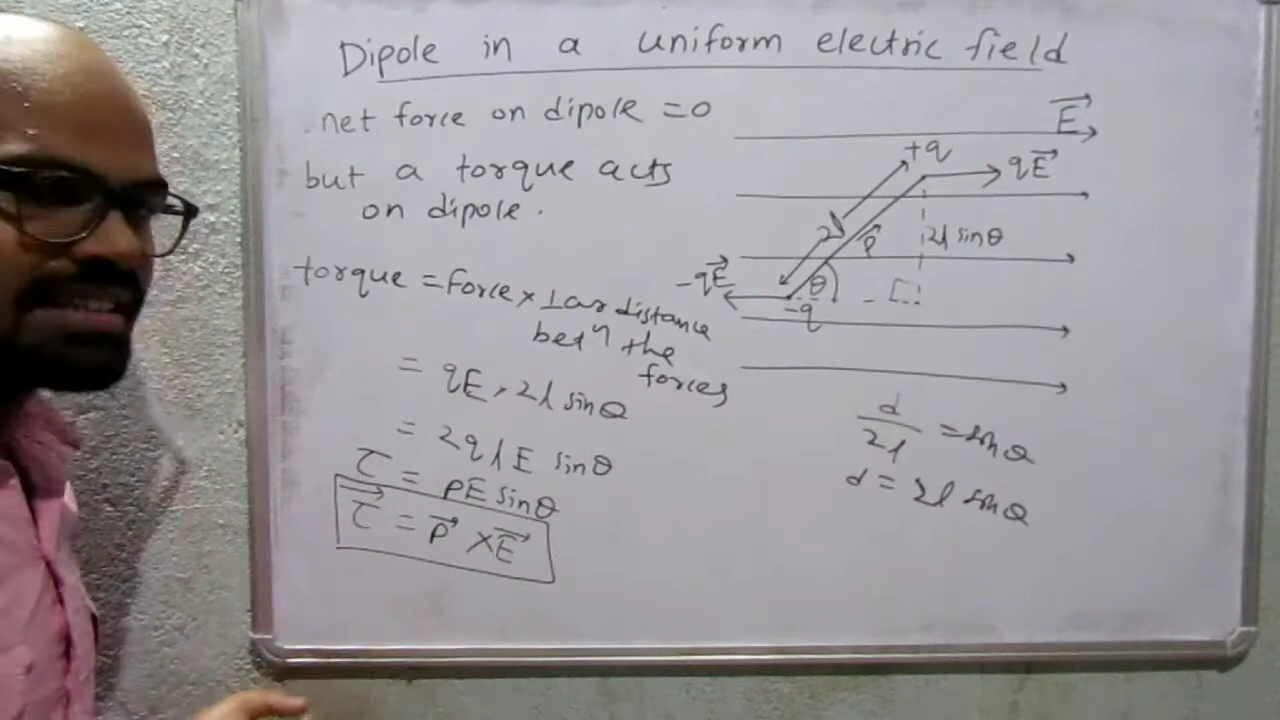 Dipole in a uniform electric field
net force on dipole = 0
but a torque acts
on dipole.
torque = Force × ⊥ar distance
betⁿ the
forces
= qE × 2l sinθ
= 2qlE sinθ
τ = PE sinθ
τ⃗ = P⃗ × E⃗
E⃗
+q
qE⃗
2l
P⃗
2l sinθ
-qE⃗
θ
-q
d/2l = sinθ
d = 2l sinθ